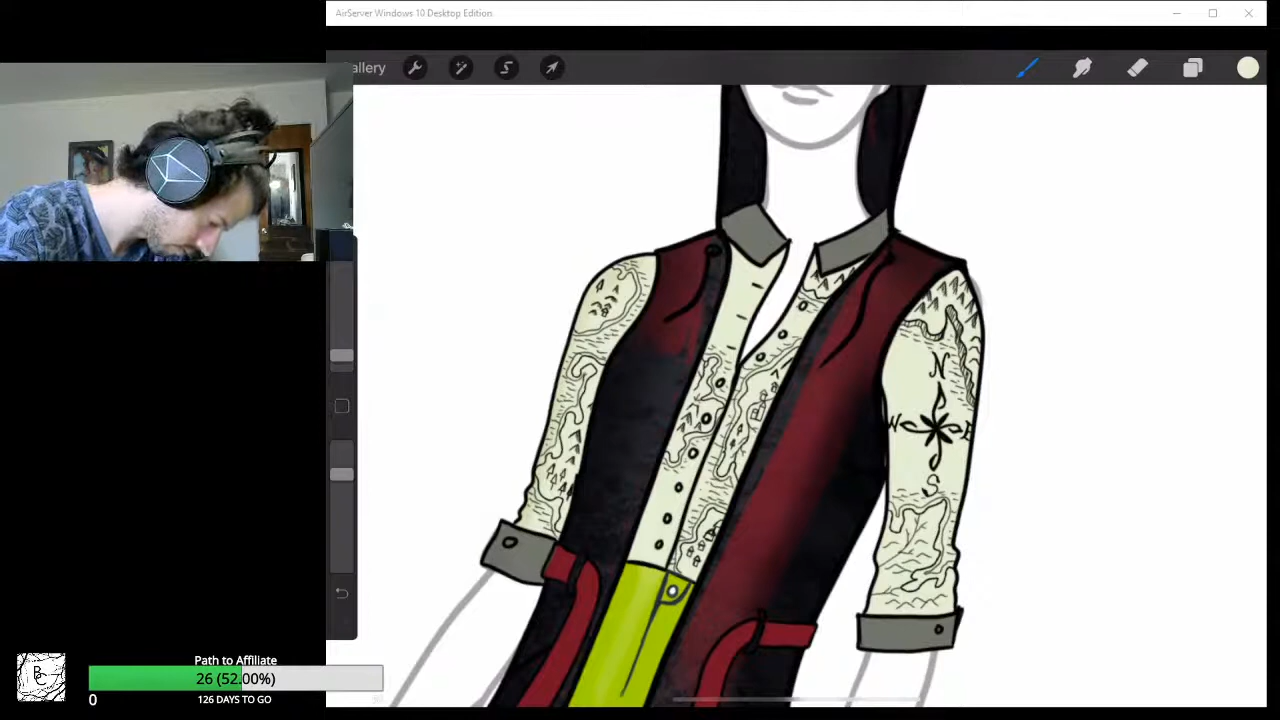 AirServer Windows 10 Desktop Edition
allery
N
W
E
S
Path to Affiliate
26 (52.00%)
0
126 DAYS TO GO